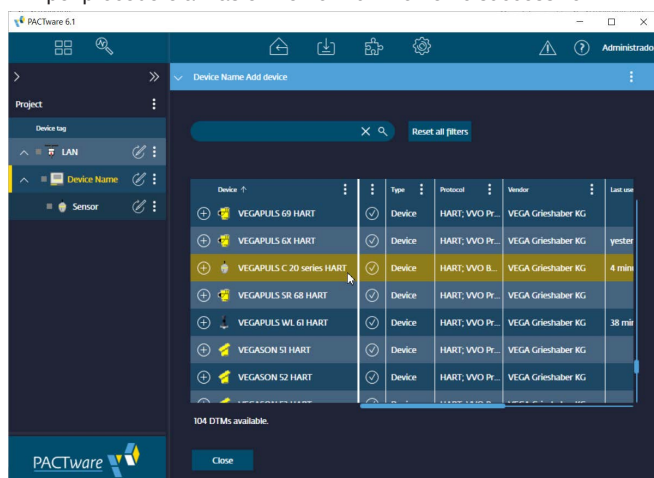 PACTware 6.1
Administrado
Device Name Add device
Project
Device tag
LAN
Device Name
Sensor
Reset all filters
Device Type Protocol Vendor Last use
VEGAPULS 69 HART Device HART; VVO Pr... VEGA Grieshaber KG
VEGAPULS 6X HART Device HART; VVO Pr... VEGA Grieshaber KG yester
VEGAPULS C 20 series HART Device HART; VVO B... VEGA Grieshaber KG 4 minu
VEGAPULS SR 68 HART Device HART; VVO Pr... VEGA Grieshaber KG
VEGAPULS WL 61 HART Device HART; VVO Pr... VEGA Grieshaber KG 38 min
VEGASON 51 HART Device HART; VVO Pr... VEGA Grieshaber KG
VEGASON 52 HART Device HART; VVO Pr... VEGA Grieshaber KG
104 DTMs available.
PACTware
Close